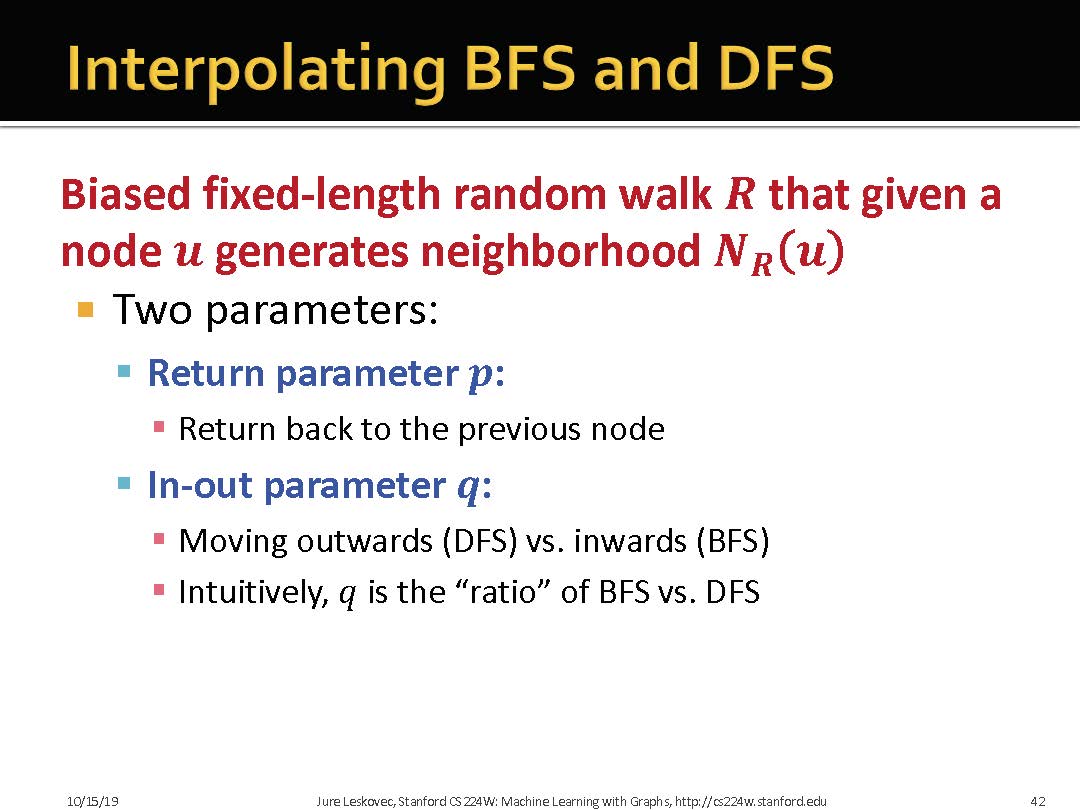 Interpolating BFS and DFS
Biased fixed-length random walk R that given a
node u generates neighborhood N_R(u)
▪ Two parameters:
▪ Return parameter p:
▪ Return back to the previous node
▪ In-out parameter q:
▪ Moving outwards (DFS) vs. inwards (BFS)
▪ Intuitively, q is the “ratio” of BFS vs. DFS
10/15/19 Jure Leskovec, Stanford CS224W: Machine Learning with Graphs, http://cs224w.stanford.edu 42